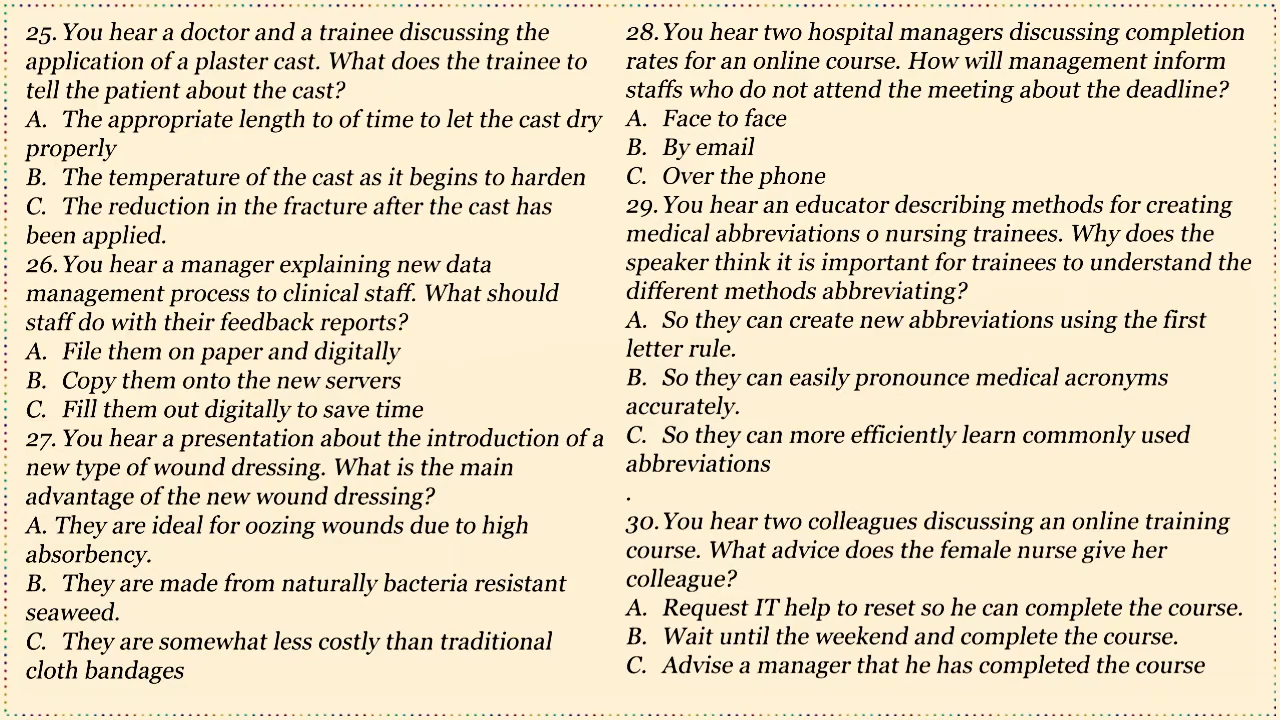 25. You hear a doctor and a trainee discussing the
application of a plaster cast. What does the trainee to
tell the patient about the cast?
A. The appropriate length to of time to let the cast dry
properly
B. The temperature of the cast as it begins to harden
C. The reduction in the fracture after the cast has
been applied.
26. You hear a manager explaining new data
management process to clinical staff. What should
staff do with their feedback reports?
A. File them on paper and digitally
B. Copy them onto the new servers
C. Fill them out digitally to save time
27. You hear a presentation about the introduction of a
new type of wound dressing. What is the main
advantage of the new wound dressing?
A. They are ideal for oozing wounds due to high
absorbency.
B. They are made from naturally bacteria resistant
seaweed.
C. They are somewhat less costly than traditional
cloth bandages
28. You hear two hospital managers discussing completion
rates for an online course. How will management inform
staffs who do not attend the meeting about the deadline?
A. Face to face
B. By email
C. Over the phone
29. You hear an educator describing methods for creating
medical abbreviations o nursing trainees. Why does the
speaker think it is important for trainees to understand the
different methods abbreviating?
A. So they can create new abbreviations using the first
letter rule.
B. So they can easily pronounce medical acronyms
accurately.
C. So they can more efficiently learn commonly used
abbreviations
.
30. You hear two colleagues discussing an online training
course. What advice does the female nurse give her
colleague?
A. Request IT help to reset so he can complete the course.
B. Wait until the weekend and complete the course.
C. Advise a manager that he has completed the course